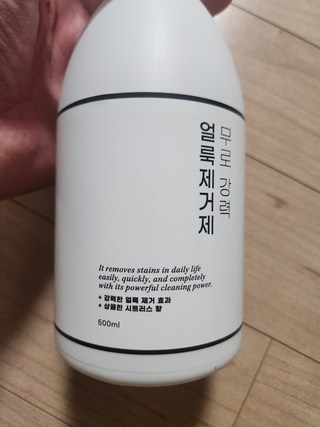 무로 강력
얼룩제거제
It removes stains in daily life
easily, quickly, and completely
with its powerful cleaning power.
• 강력한 얼룩 제거 효과
• 상큼한 시트러스 향
500ml